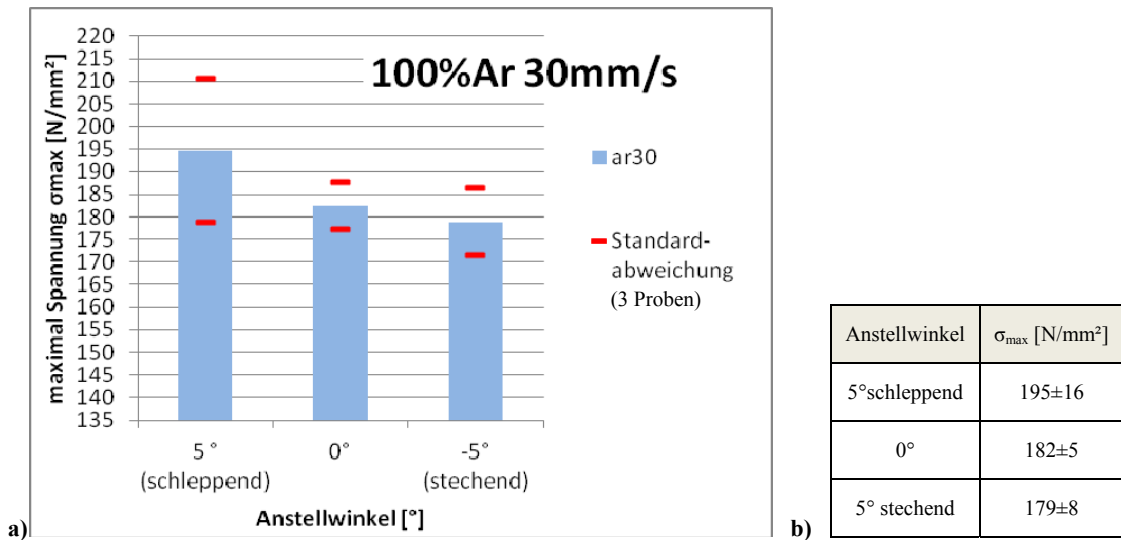 100%Ar 30mm/s
maximal Spannung σmax [N/mm²]
220
215
210
205
200
195
190
185
180
175
170
165
160
155
150
145
140
135
5 ° 0° -5°
(schleppend) (stechend)
Anstellwinkel [°]
ar30
Standard-
abweichung
(3 Proben)
a)
b)
Anstellwinkel σmax [N/mm²]
5°schleppend 195±16
0° 182±5
5° stechend 179±8